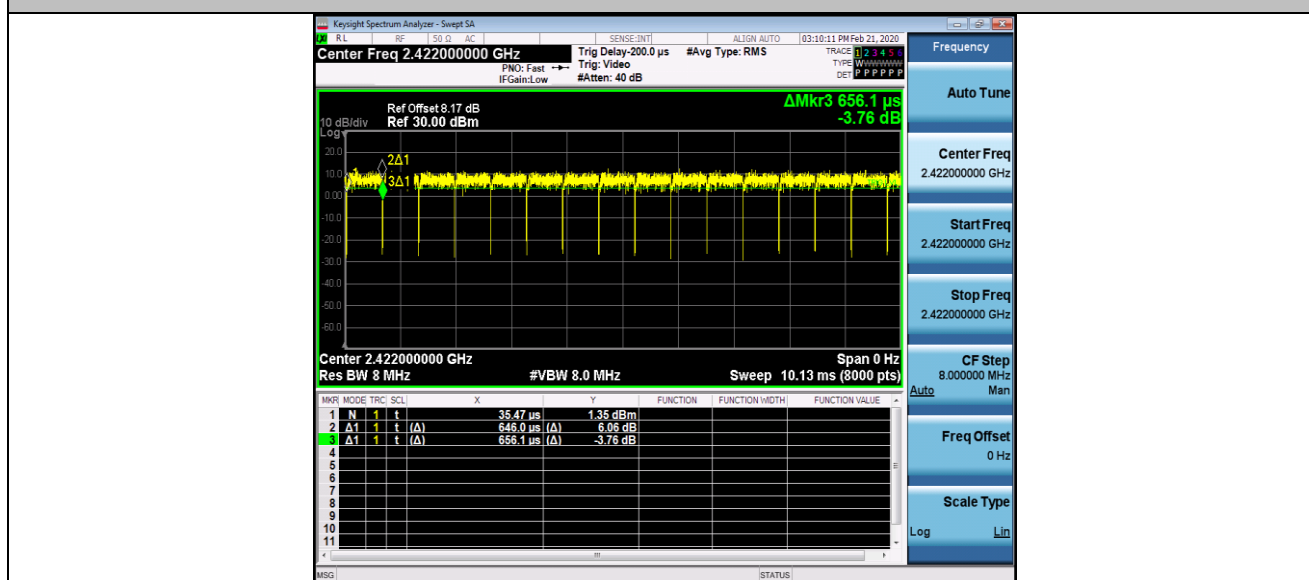 Keysight Spectrum Analyzer - Swept SA
RL RF 50 Ω AC SENSE:INT ALIGN AUTO 03:10:11 PM Feb 21, 2020
Center Freq 2.422000000 GHz
PNO: Fast
IFGain:Low
Trig Delay-200.0 µs
Trig: Video
#Atten: 40 dB
#Avg Type: RMS
TRACE 1 2 3 4 5 6
TYPE WWWWWW
DET P P P P P P
ΔMkr3 656.1 µs
-3.76 dB
Ref Offset 8.17 dB
10 dB/div Ref 30.00 dBm
Log
20.0
10.0
0.00
-10.0
-20.0
-30.0
-40.0
-50.0
-60.0
1
2Δ1
3Δ1
Center 2.422000000 GHz Span 0 Hz
Res BW 8 MHz #VBW 8.0 MHz Sweep 10.13 ms (8000 pts)
MKR MODE TRC SCL X Y FUNCTION FUNCTION WIDTH FUNCTION VALUE
1 N 1 t 35.47 µs 1.35 dBm
2 Δ1 1 t (Δ) 646.0 µs (Δ) 6.06 dB
3 Δ1 1 t (Δ) 656.1 µs (Δ) -3.76 dB
4
5
6
7
8
9
10
11
MSG STATUS
Frequency
Auto Tune
Center Freq
2.422000000 GHz
Start Freq
2.422000000 GHz
Stop Freq
2.422000000 GHz
CF Step
8.000000 MHz
Auto Man
Freq Offset
0 Hz
Scale Type
Log Lin